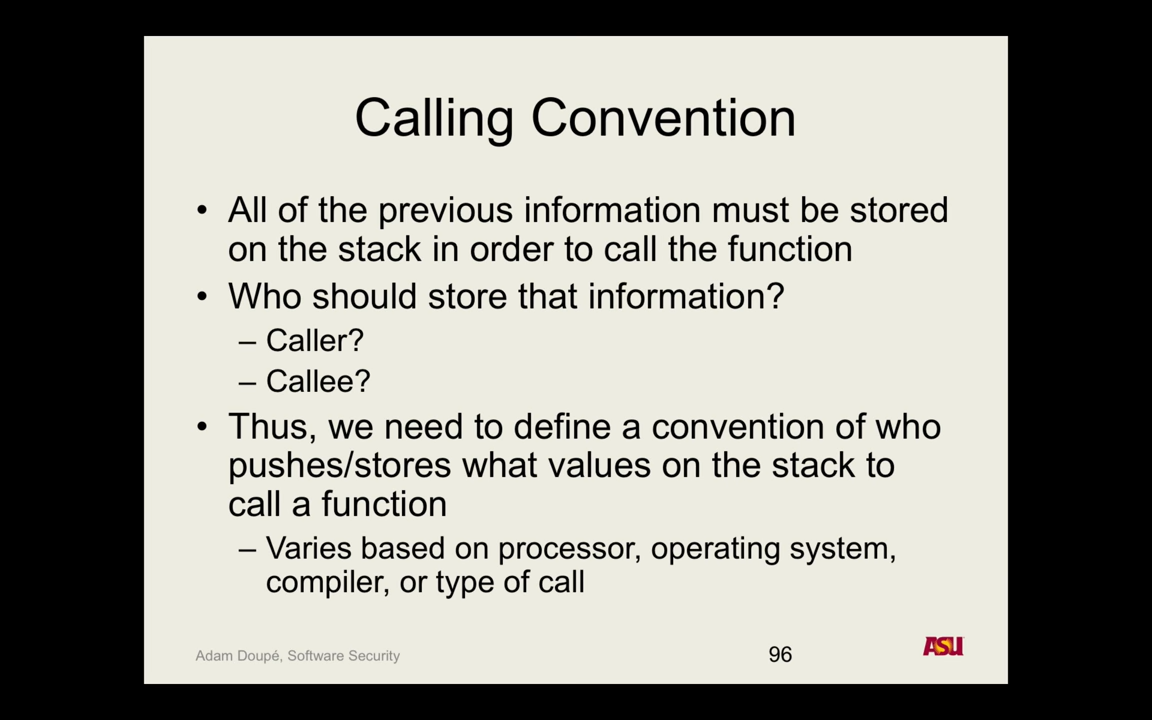 Calling Convention
• All of the previous information must be stored
on the stack in order to call the function
• Who should store that information?
– Caller?
– Callee?
• Thus, we need to define a convention of who
pushes/stores what values on the stack to
call a function
– Varies based on processor, operating system,
compiler, or type of call
Adam Doupé, Software Security
96
ASU